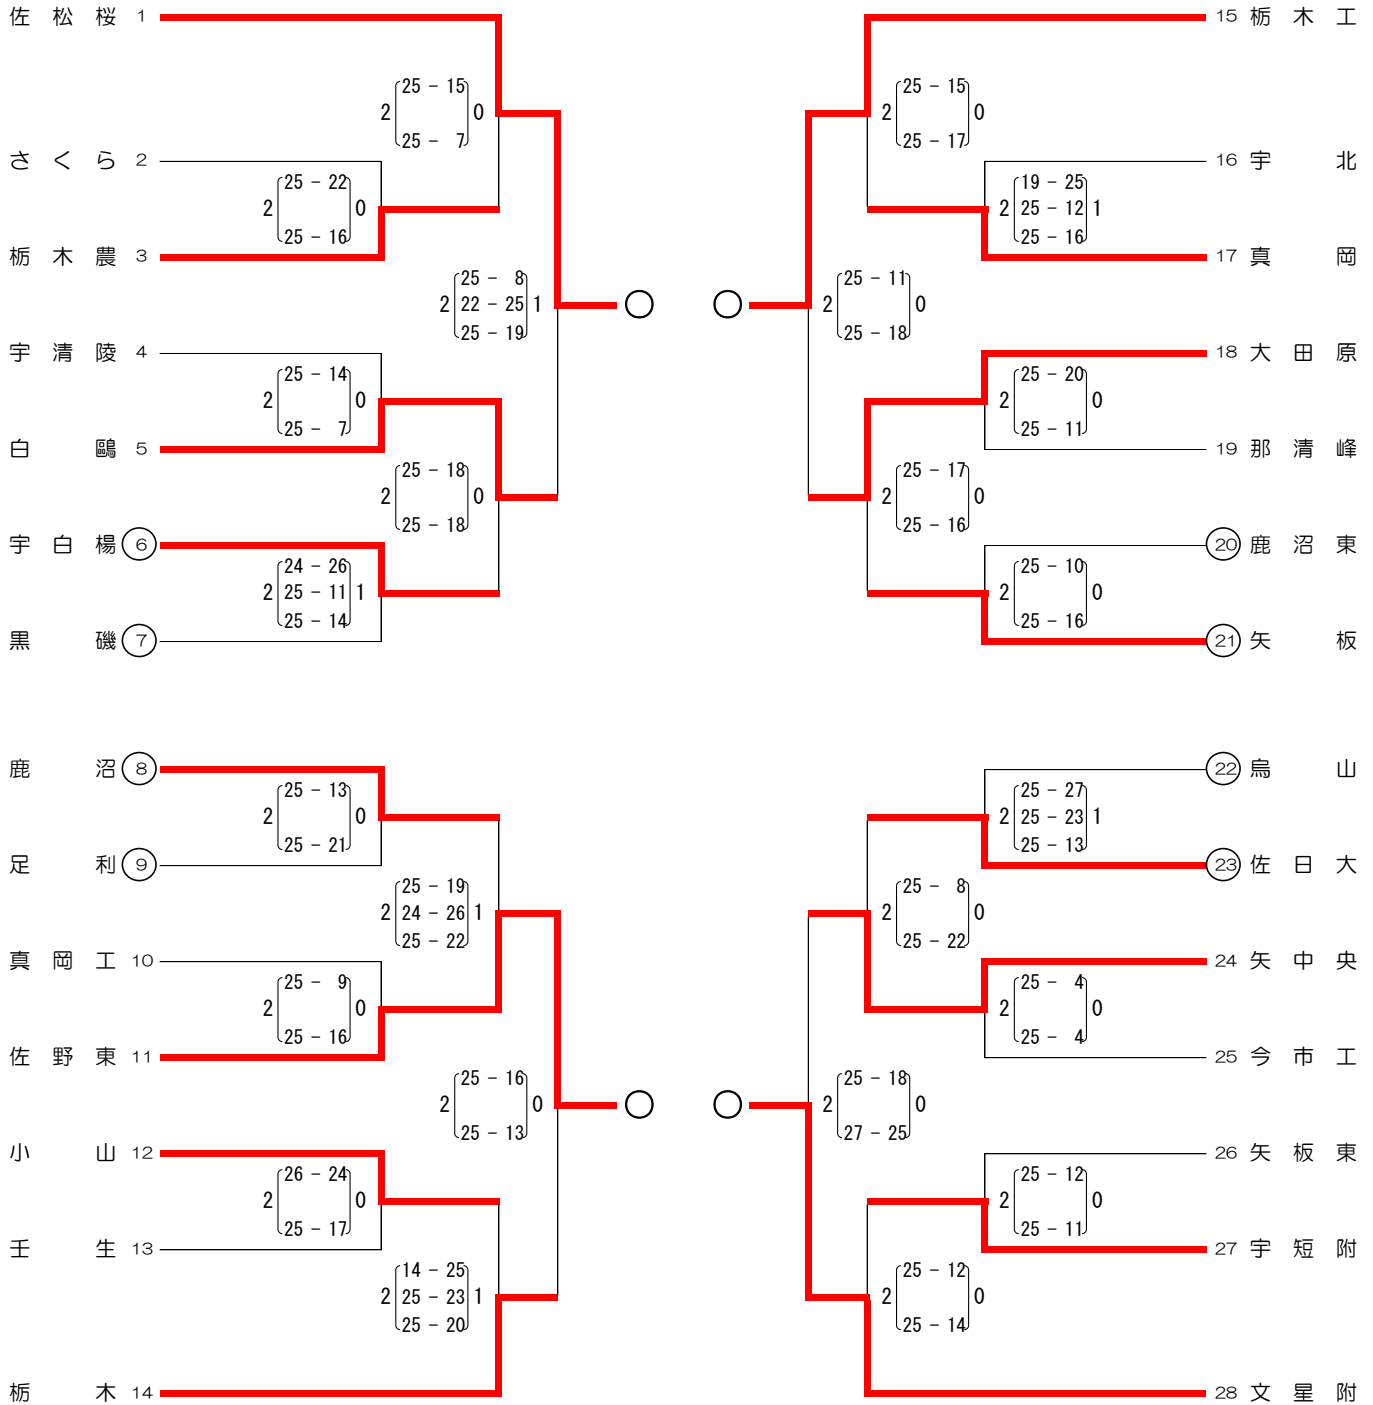 佐松桜 1
25 - 15
2 0
25 - 7
さくら 2
25 - 22
2 0
25 - 16
栃木農 3
25 - 8
2 22 - 25 1
25 - 19
宇清陵 4
25 - 14
2 0
25 - 7
白鷗 5
25 - 18
2 0
25 - 18
宇白楊 6
24 - 26
2 25 - 11 1
25 - 14
黒磯 7
鹿沼 8
25 - 13
2 0
25 - 21
足利 9
25 - 19
2 24 - 26 1
25 - 22
真岡工 10
25 - 9
2 0
25 - 16
佐野東 11
25 - 16
2 0
25 - 13
小山 12
26 - 24
2 0
25 - 17
壬生 13
14 - 25
2 25 - 23 1
25 - 20
栃木 14
15 栃木工
25 - 15
2 0
25 - 17
16 宇北
19 - 25
2 25 - 12 1
25 - 16
17 真岡
25 - 11
2 0
25 - 18
18 大田原
25 - 20
2 0
25 - 11
19 那清峰
25 - 17
2 0
25 - 16
20 鹿沼東
25 - 10
2 0
25 - 16
21 矢板
22 烏山
25 - 27
2 25 - 23 1
25 - 13
23 佐日大
25 - 8
2 0
25 - 22
24 矢中央
25 - 4
2 0
25 - 4
25 今市工
25 - 18
2 0
27 - 25
26 矢板東
25 - 12
2 0
25 - 11
27 宇短附
25 - 12
2 0
25 - 14
28 文星附